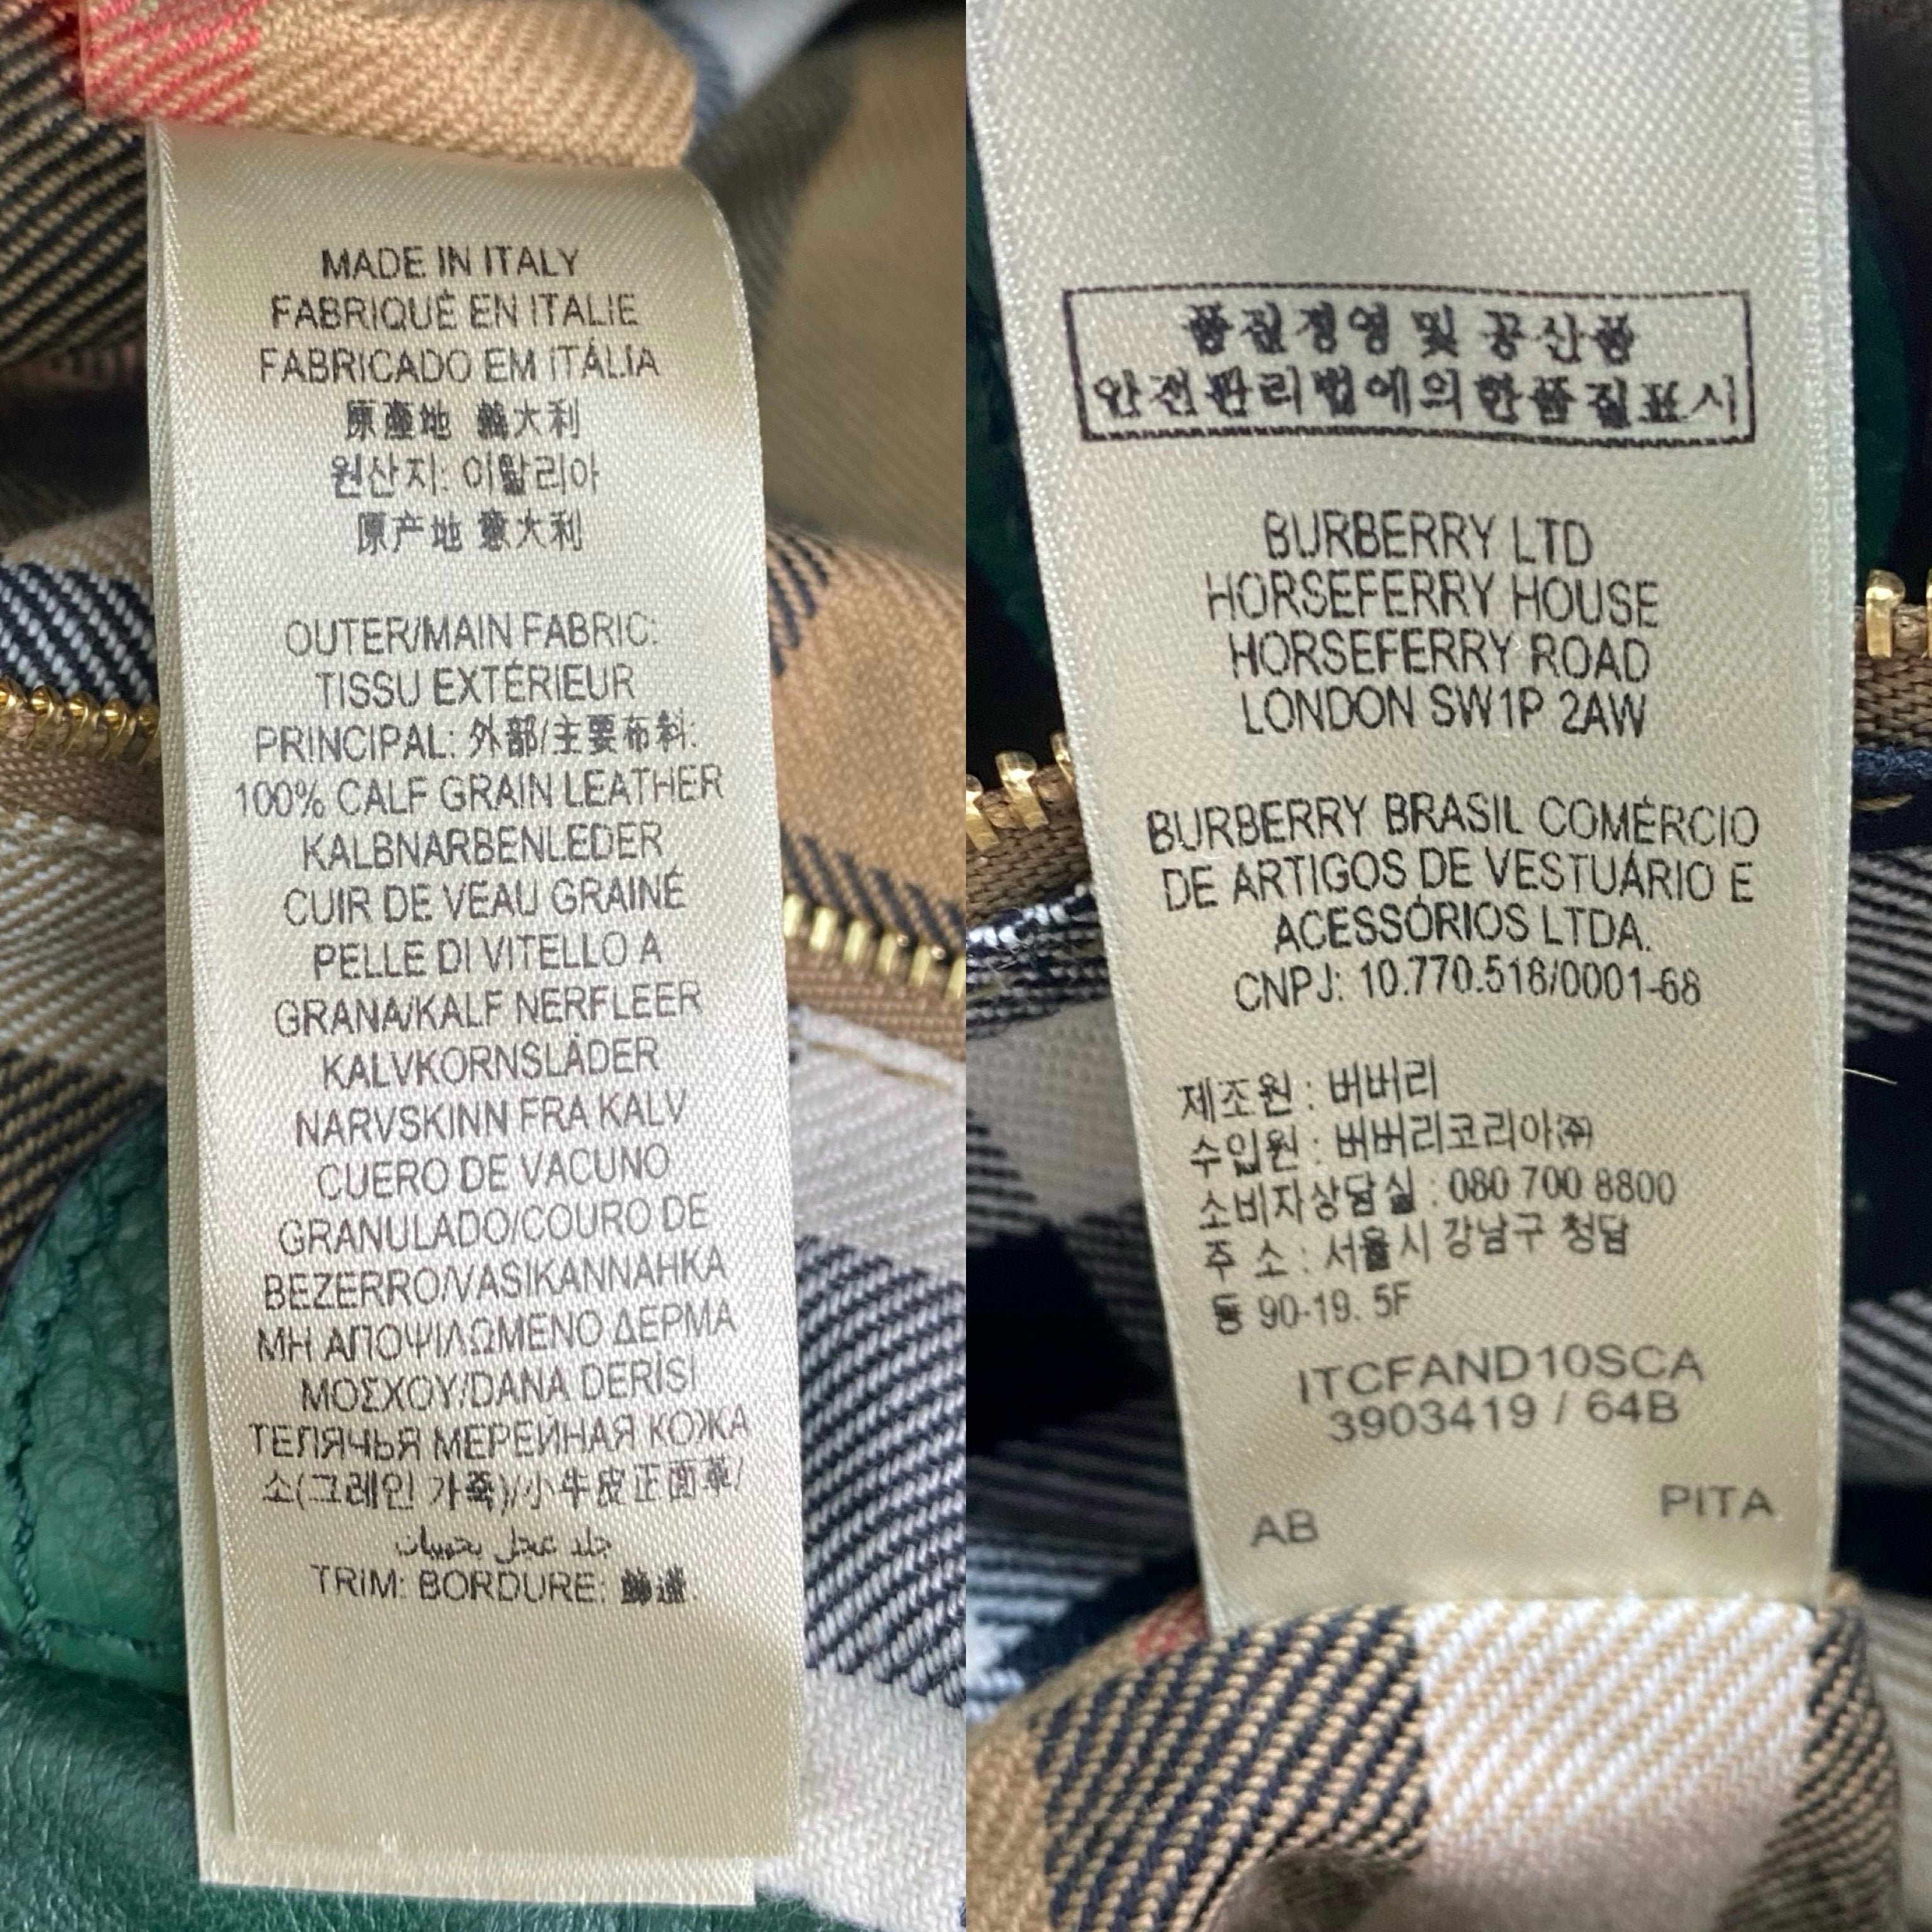 MADE IN ITALY
FABRIQUÉ EN ITALIE
FABRICADO EM ITÁLIA
原產地 義大利
원산지: 이탈리아
原产地 意大利
OUTER/MAIN FABRIC:
TISSU EXTÉRIEUR
PRINCIPAL: 外部/主要布料:
100% CALF GRAIN LEATHER
KALBNARBENLEDER
CUIR DE VEAU GRAINÉ
PELLE DI VITELLO A
GRANA/KALF NERFLEER
KALVKORNSLÄDER
NARVSKINN FRA KALV
CUERO DE VACUNO
GRANULADO/COURO DE
BEZERRO/VASIKANNAHKA
ΜΗ ΑΠΟΨΙΛΩΜΕΝΟ ΔΕΡΜΑ
ΜΟΣΧΟΥ/DANA DERİSİ
ТЕЛЯЧЬЯ МЕРЕЙНАЯ КОЖА
소(그레인 가죽)/小牛皮正面革/
جلد عجل بحبيبات
TRIM: BORDURE:
품질경영 및 공산품
안전관리법에의한품질표시
BURBERRY LTD
HORSEFERRY HOUSE
HORSEFERRY ROAD
LONDON SW1P 2AW
BURBERRY BRASIL COMÉRCIO
DE ARTIGOS DE VESTUÁRIO E
ACESSÓRIOS LTDA.
CNPJ: 10.770.518/0001-68
제조원 : 버버리
수입원 : 버버리코리아㈜
소비자상담실 : 080 700 8800
주 소 : 서울시 강남구 청담
동 90-19. 5F
ITCFAND10SCA
3903419 / 64B
AB PITA